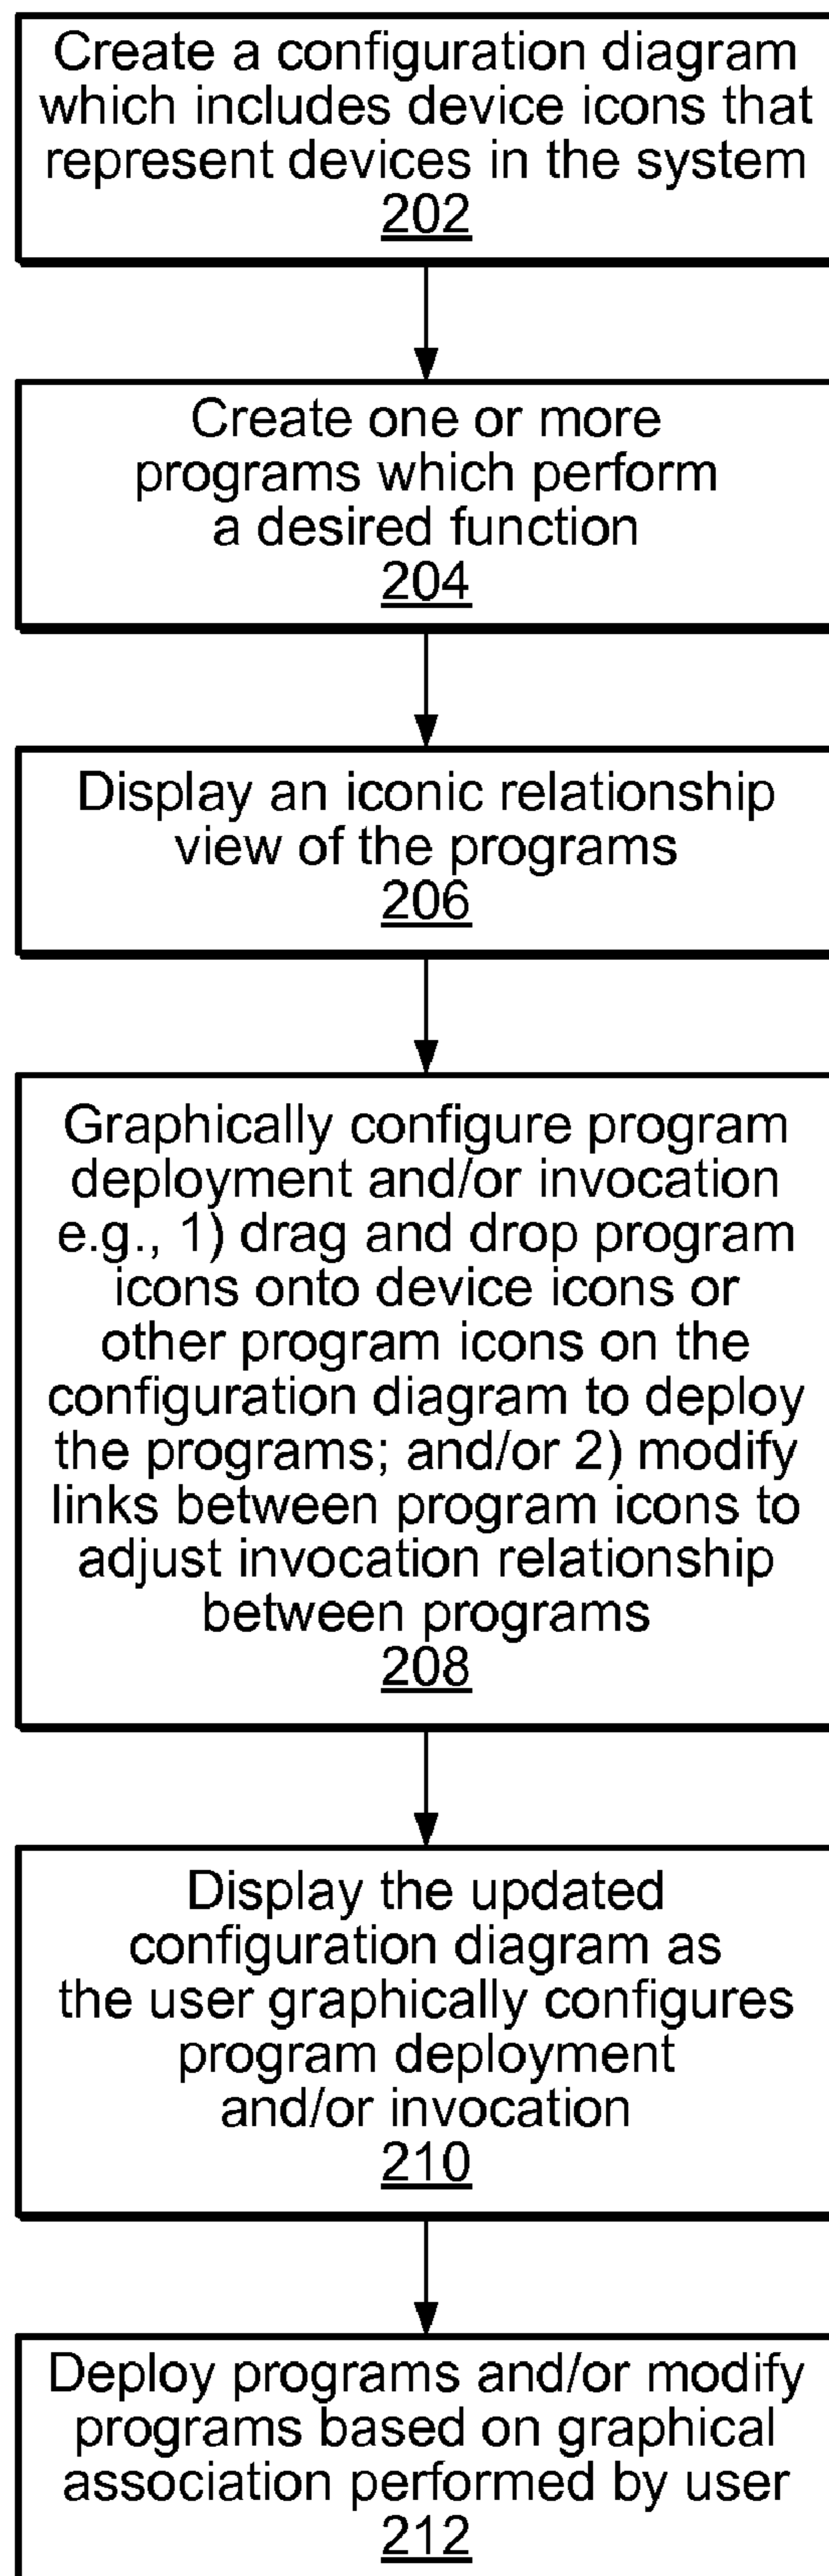 Create a configuration diagram
which includes device icons that
represent devices in the system
202
Create one or more
programs which perform
a desired function
204
Display an iconic relationship
view of the programs
206
Graphically configure program
deployment and/or invocation
e.g., 1) drag and drop program
icons onto device icons or
other program icons on the
configuration diagram to deploy
the programs; and/or 2) modify
links between program icons to
adjust invocation relationship
between programs
208
Display the updated
configuration diagram as
the user graphically configures
program deployment
and/or invocation
210
Deploy programs and/or modify
programs based on graphical
association performed by user
212